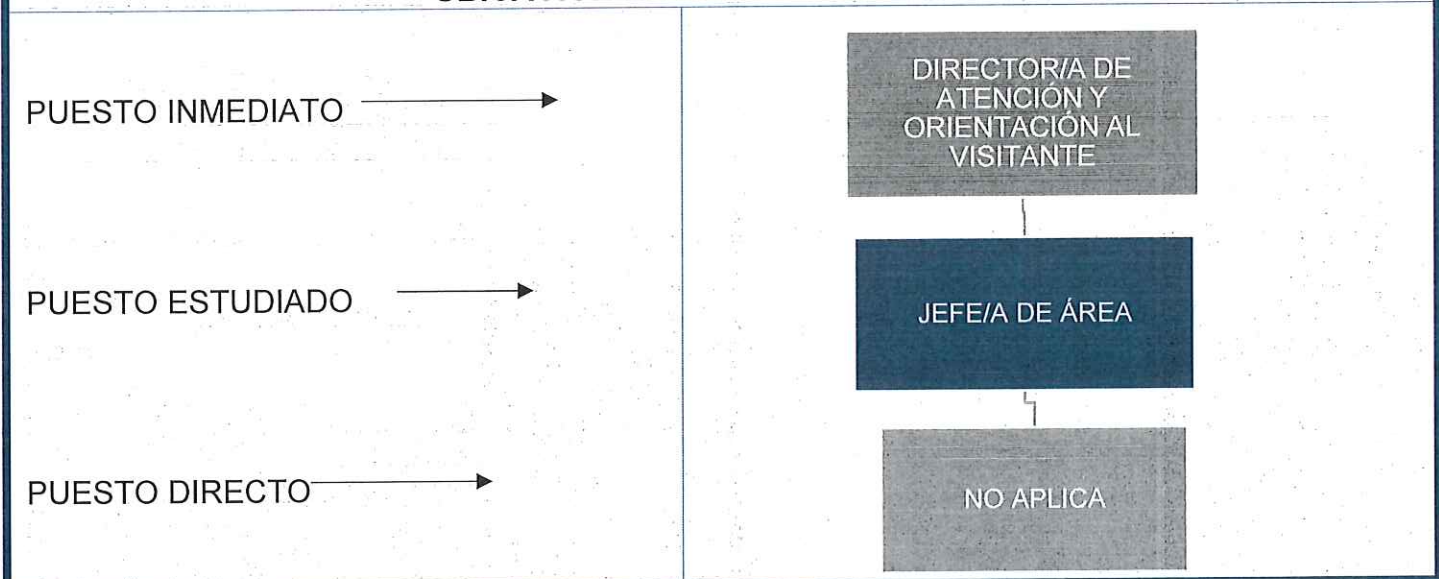 PUESTO INMEDIATO
DIRECTOR/A DE
ATENCIÓN Y
ORIENTACIÓN AL
VISITANTE
PUESTO ESTUDIADO
JEFE/A DE ÁREA
PUESTO DIRECTO
NO APLICA